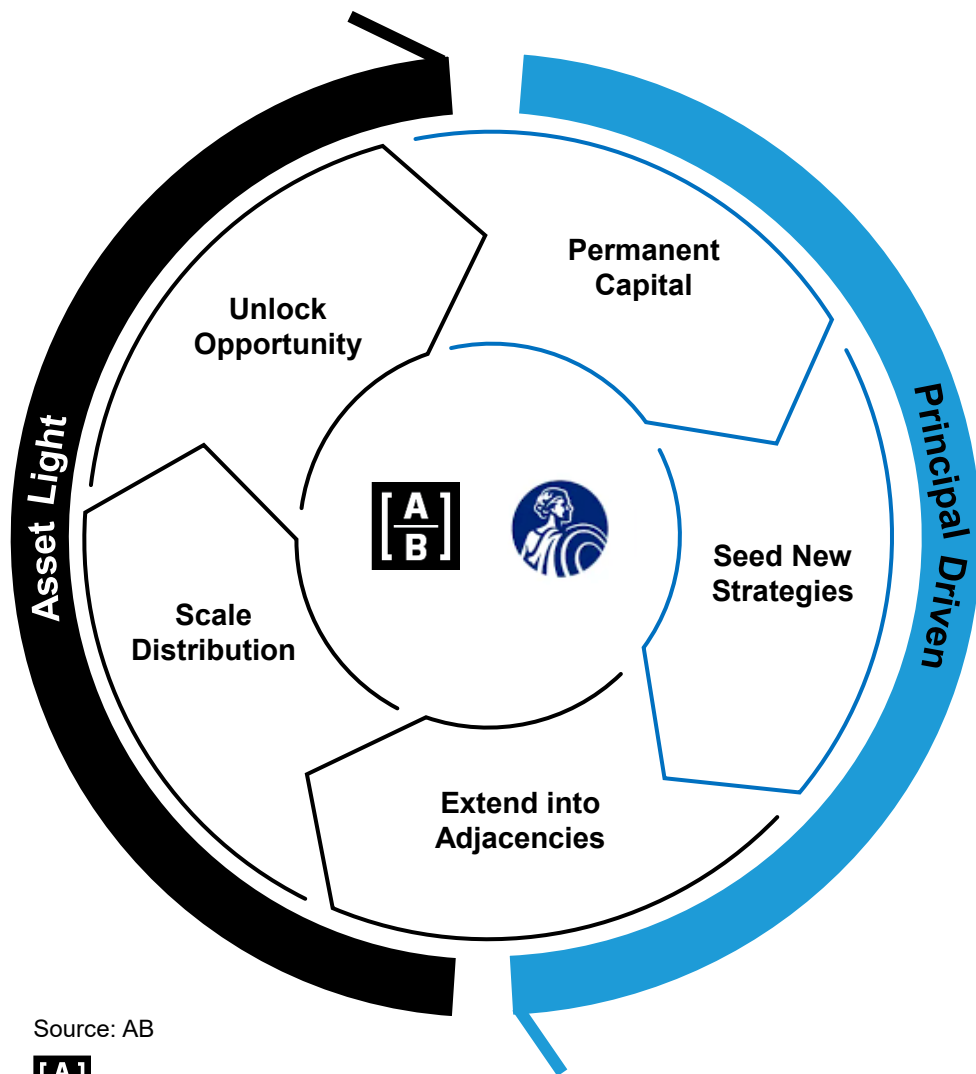 Permanent
Capital
Unlock
Opportunity
Asset Light
Principal Driven
[A
B]
Seed New
Strategies
Scale
Distribution
Extend into
Adjacencies
Source: AB
[A]